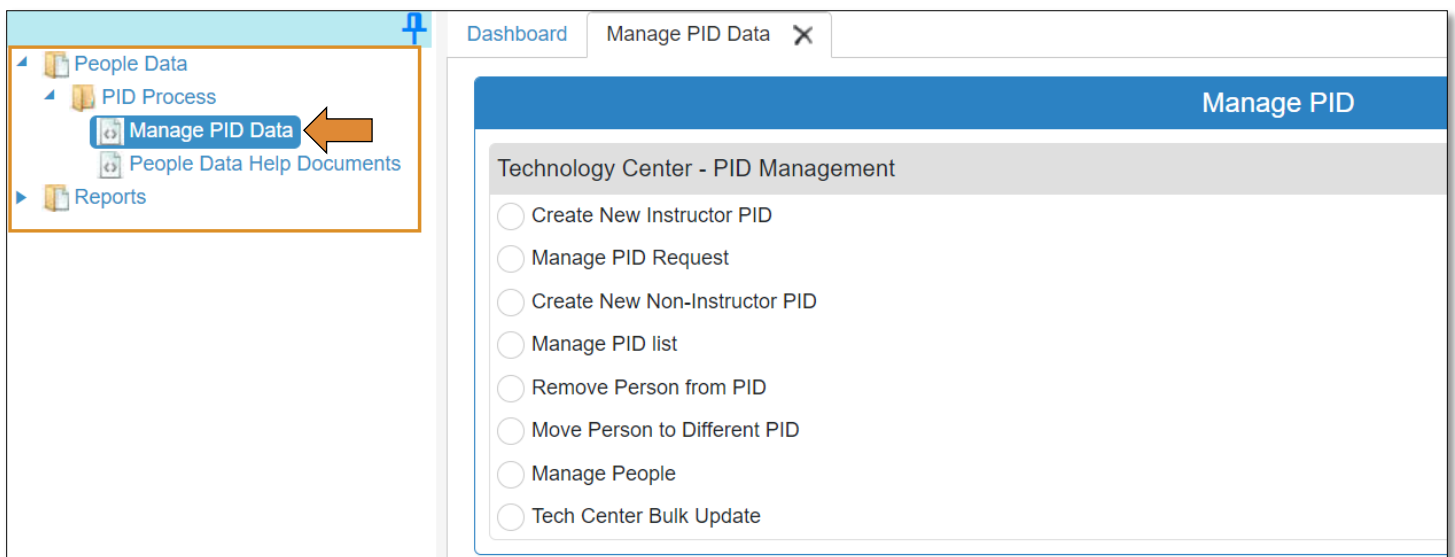 People Data
PID Process
Manage PID Data
People Data Help Documents
Reports
Dashboard
Manage PID Data
Manage PID
Technology Center - PID Management
Create New Instructor PID
Manage PID Request
Create New Non-Instructor PID
Manage PID list
Remove Person from PID
Move Person to Different PID
Manage People
Tech Center Bulk Update